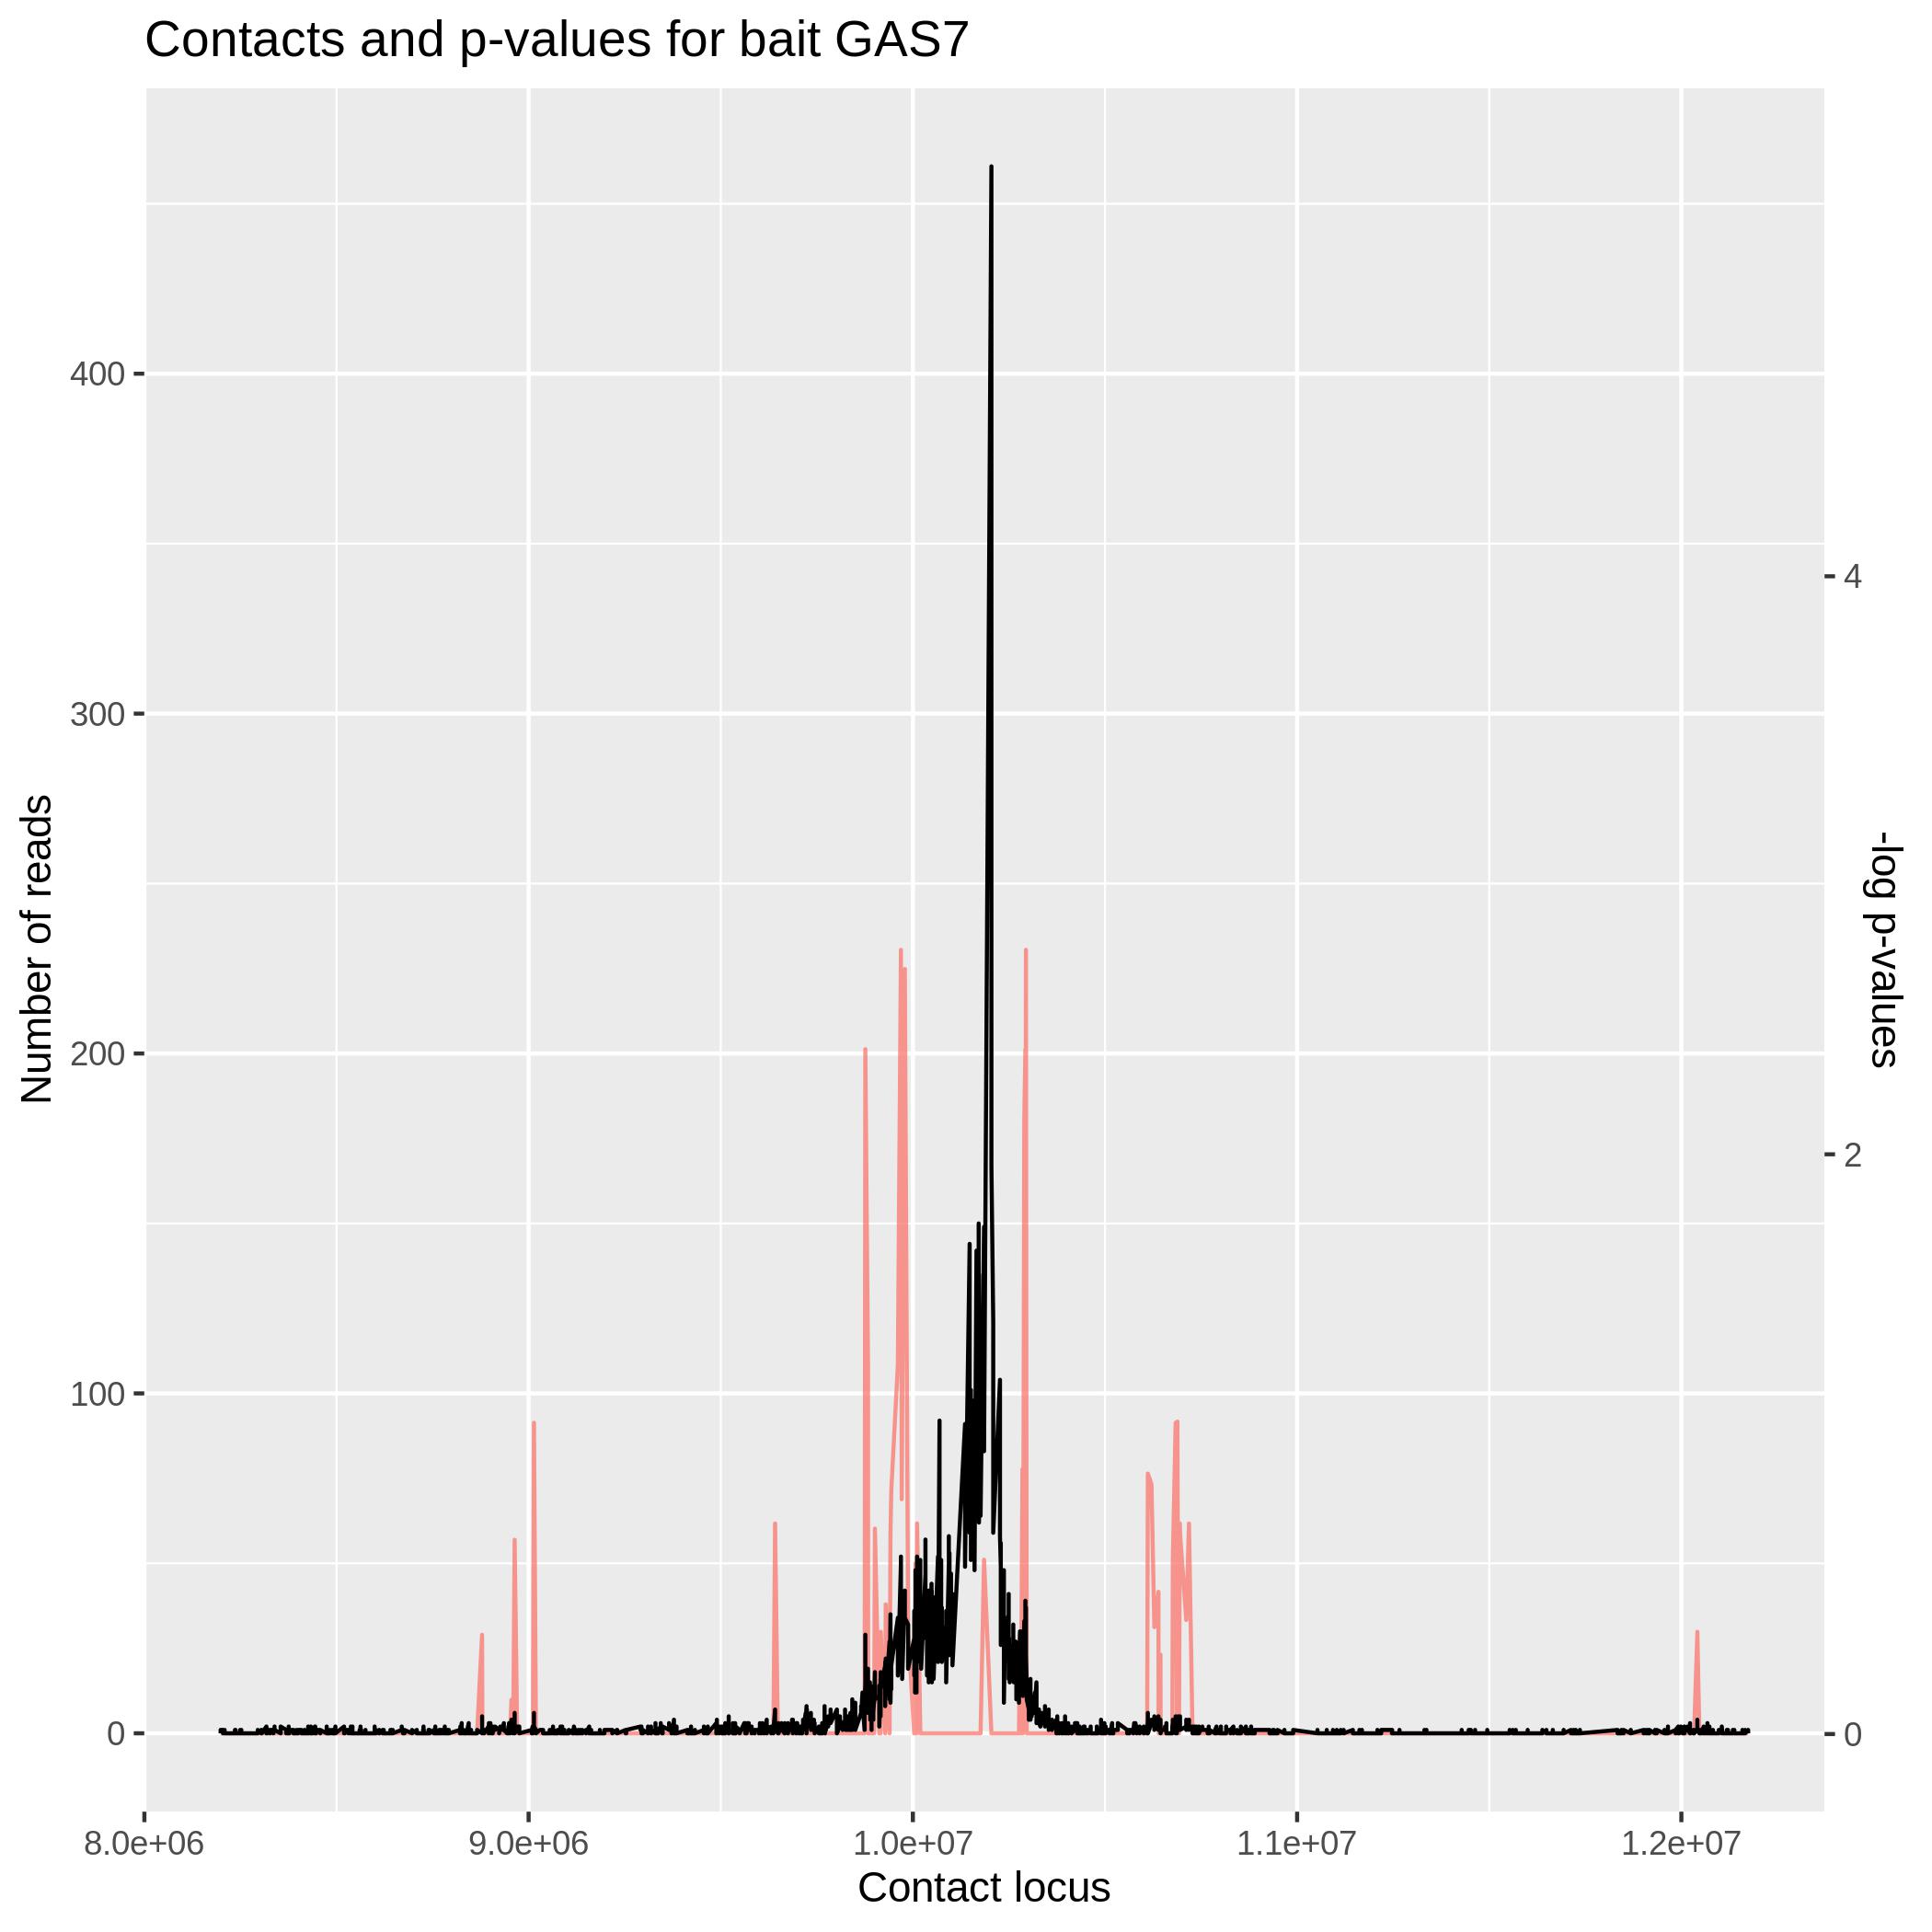 Contacts and p-values for bait GAS7
Number of reads
400
300
200
100
0
4
2
0
-log p-values
8.0e+06
9.0e+06
1.0e+07
1.1e+07
1.2e+07
Contact locus